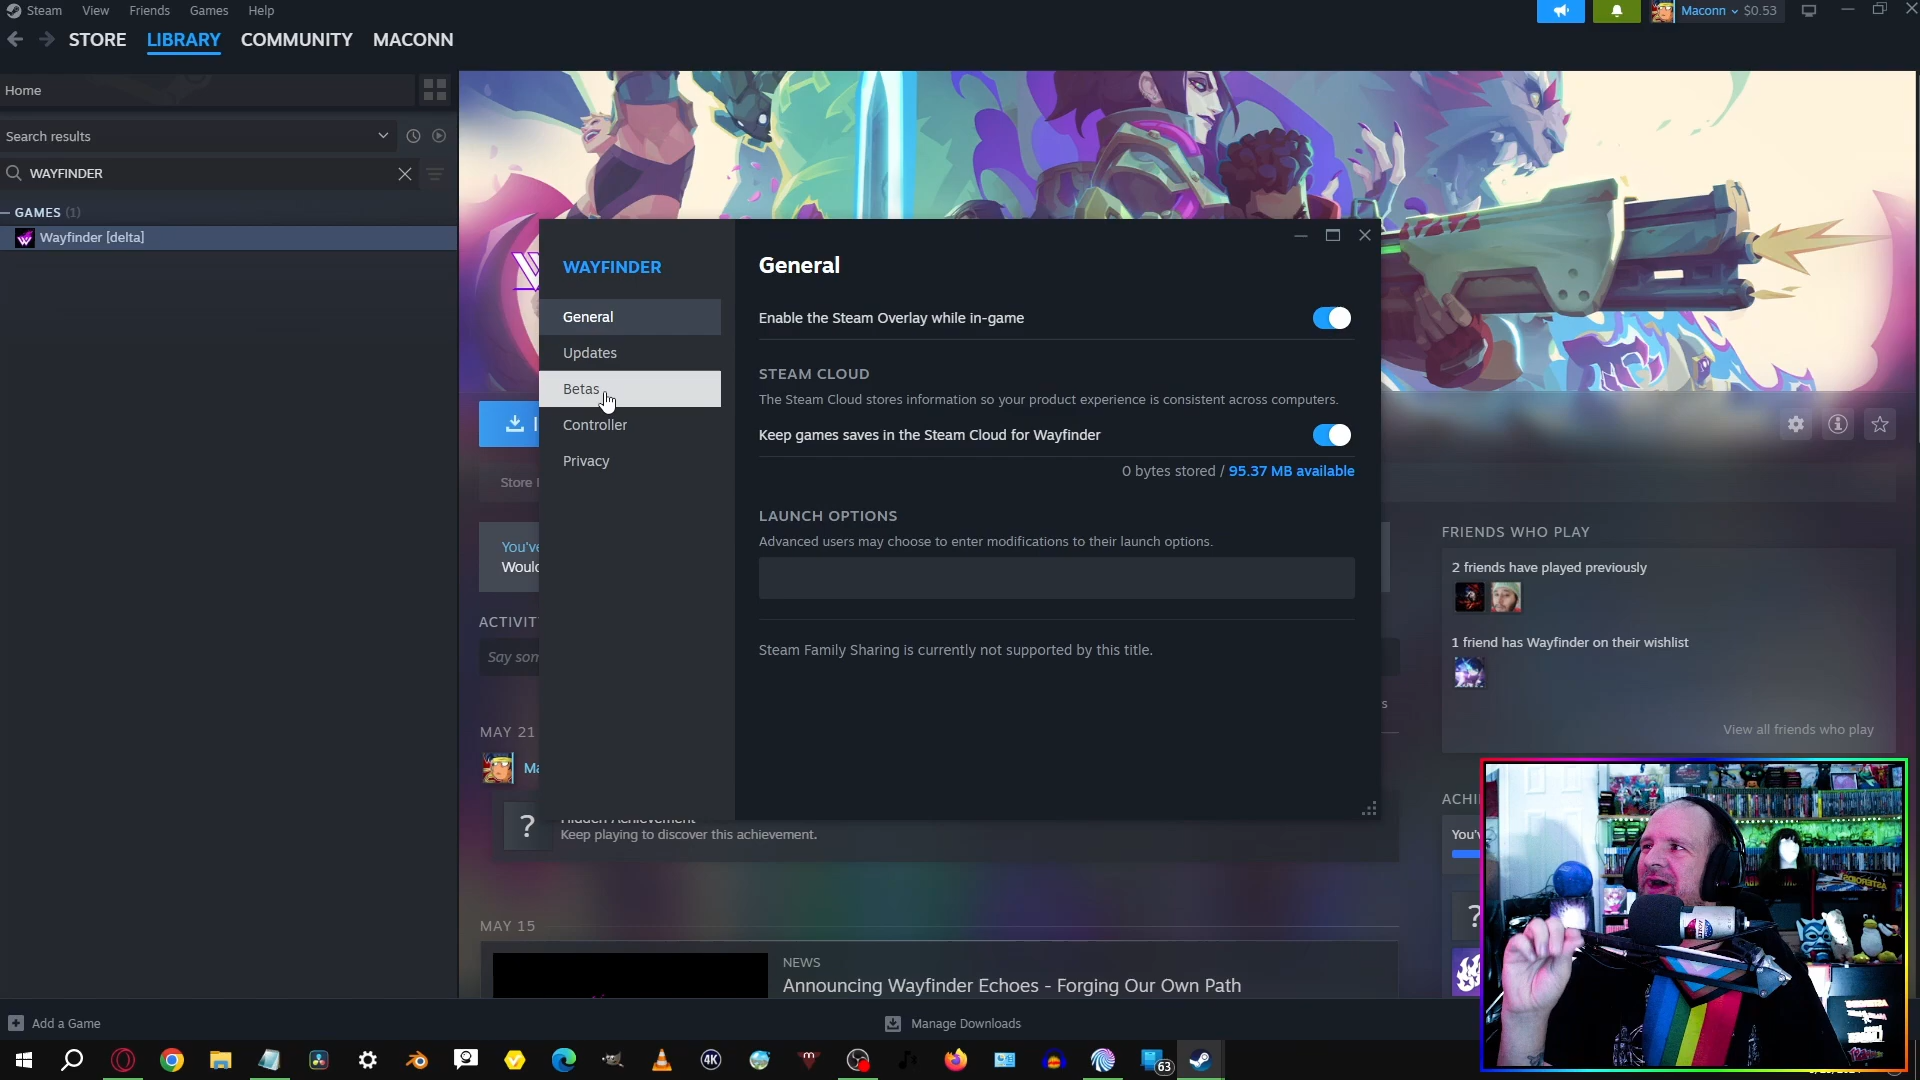 Steam View Friends Games Help
Maconn $0.53
STORE LIBRARY COMMUNITY MACONN
Home
Search results
WAYFINDER
GAMES (1)
Wayfinder [delta]
WAYFINDER
General
Updates
Betas
Controller
Privacy
General
Enable the Steam Overlay while in-game
STEAM CLOUD
The Steam Cloud stores information so your product experience is consistent across computers.
Keep games saves in the Steam Cloud for Wayfinder
0 bytes stored / 95.37 MB available
LAUNCH OPTIONS
Advanced users may choose to enter modifications to their launch options.
Steam Family Sharing is currently not supported by this title.
Store
You've
Would
ACTIVIT
Say som
MAY 21
Ma
Hidden Achievement
Keep playing to discover this achievement.
MAY 15
NEWS
Announcing Wayfinder Echoes - Forging Our Own Path
FRIENDS WHO PLAY
2 friends have played previously
1 friend has Wayfinder on their wishlist
View all friends who play
ACHI
You'v
ASTEROIDS
Add a Game
Manage Downloads
4K
63